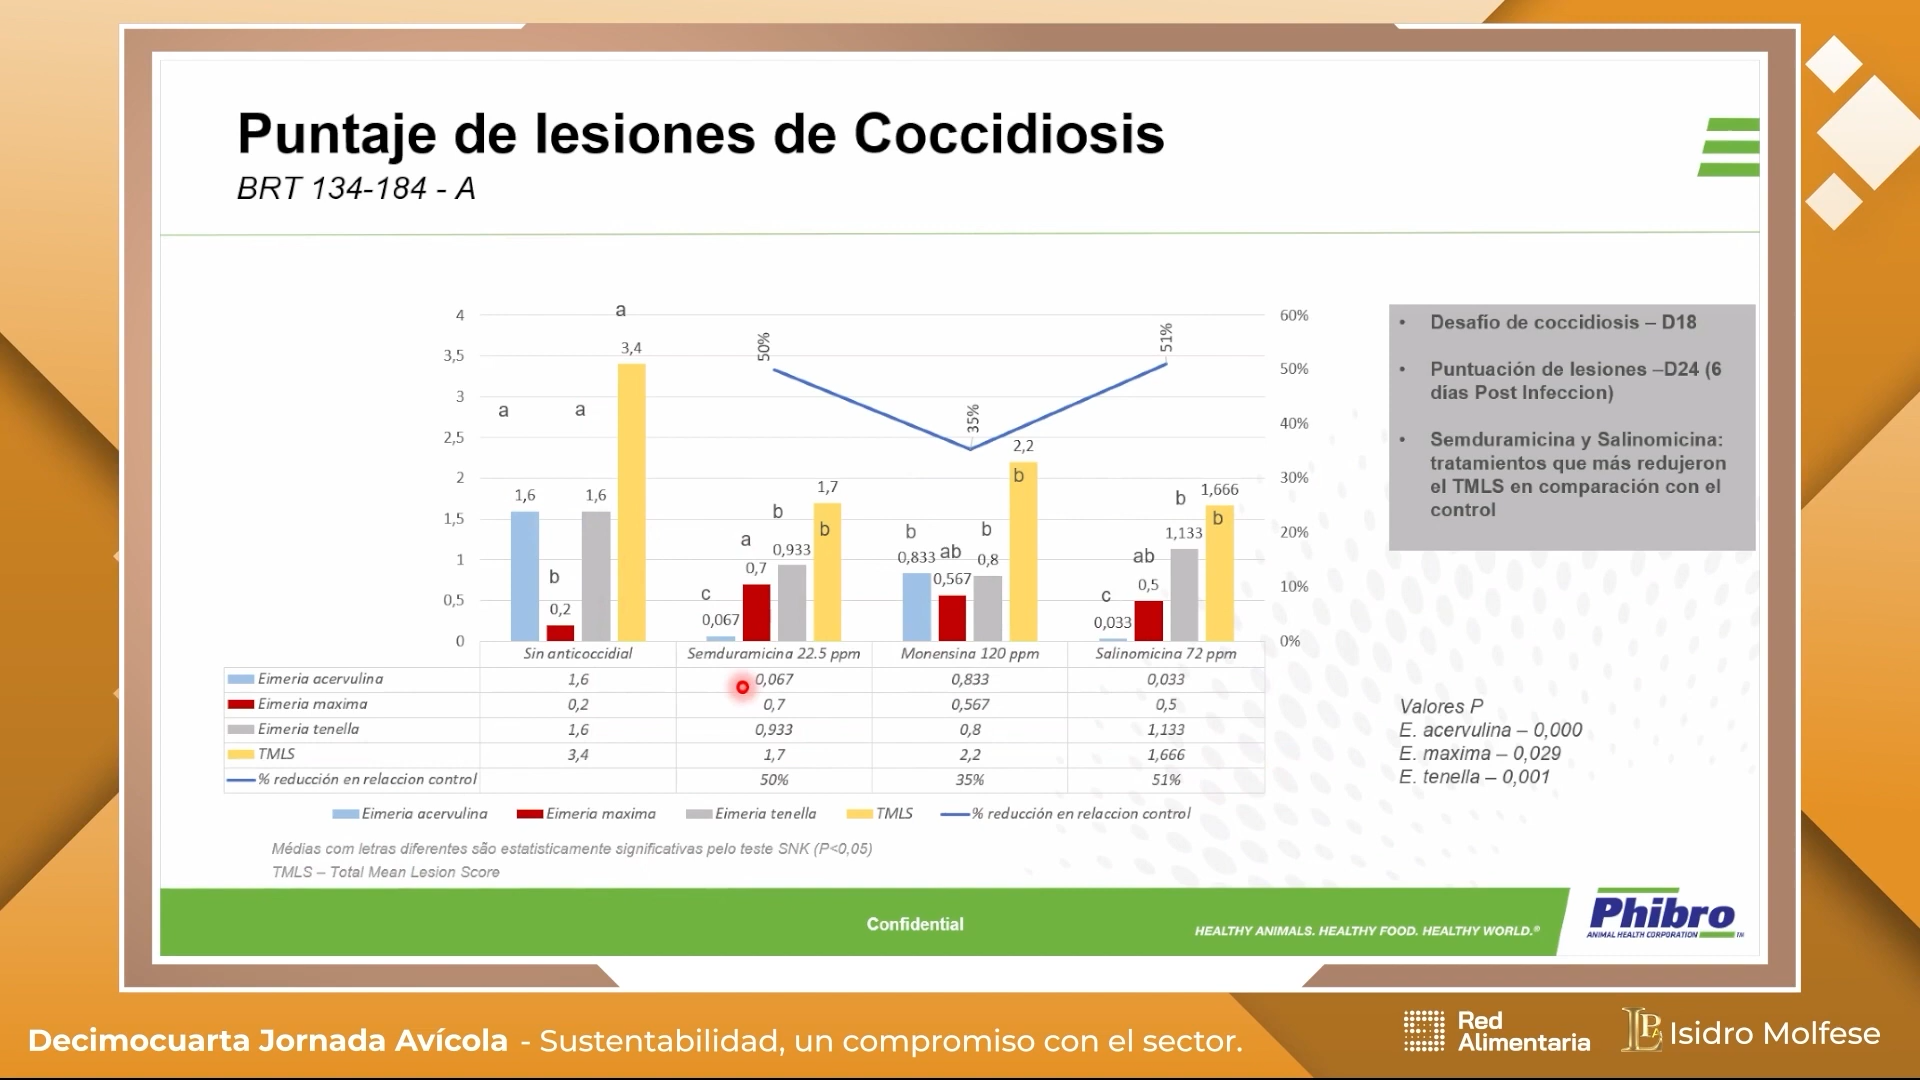 Puntaje de lesiones de Coccidiosis
BRT 134-184 - A
4
3,5
3
2,5
2
1,5
1
0,5
0
60%
50%
40%
30%
20%
10%
0%
a
a
a
3,4
1,6
1,6
b
0,2
50%
35%
51%
c
0,067
a
0,7
b
0,933
1,7
b
b
0,833
ab
0,567
b
0,8
2,2
b
c
0,033
ab
0,5
b
1,133
1,666
b
Sin anticoccidial Semduramicina 22.5 ppm Monensina 120 ppm Salinomicina 72 ppm
Eimeria acervulina 1,6 0,067 0,833 0,033
Eimeria maxima 0,2 0,7 0,567 0,5
Eimeria tenella 1,6 0,933 0,8 1,133
TMLS 3,4 1,7 2,2 1,666
% reducción en relaccion control 50% 35% 51%
Eimeria acervulina Eimeria maxima Eimeria tenella TMLS % reducción en relaccion control
Médias com letras diferentes são estatisticamente significativas pelo teste SNK (P<0,05)
TMLS – Total Mean Lesion Score
• Desafio de coccidiosis – D18
• Puntuación de lesiones –D24 (6
días Post Infeccion)
• Semduramicina y Salinomicina:
tratamientos que más redujeron
el TMLS en comparación con el
control
Valores P
E. acervulina – 0,000
E. maxima – 0,029
E. tenella – 0,001
Confidential
HEALTHY ANIMALS. HEALTHY FOOD. HEALTHY WORLD.®
Phibro
ANIMAL HEALTH CORPORATION TM
Decimocuarta Jornada Avícola - Sustentabilidad, un compromiso con el sector.
Red
Alimentaria
Isidro Molfese